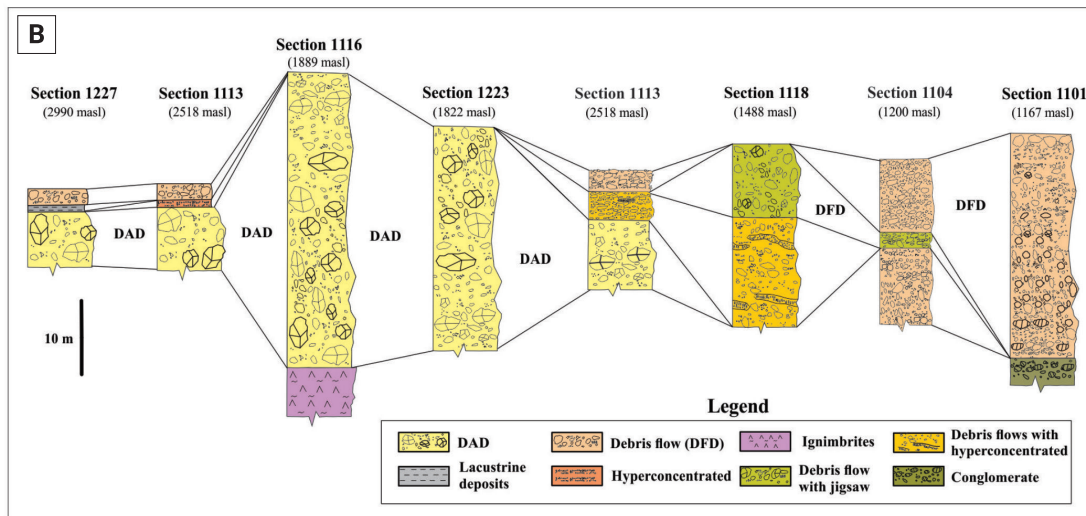 B
Section 1227
(2990 masl)
Section 1113
(2518 masl)
Section 1116
(1889 masl)
Section 1223
(1822 masl)
Section 1113
(2518 masl)
Section 1118
(1488 masl)
Section 1104
(1200 masl)
Section 1101
(1167 masl)
DAD
DAD
DAD
DAD
DFD
DFD
10 m
Legend
DAD
Debris flow (DFD)
Ignimbrites
Debris flows with
hyperconcentrated
Lacustrine
deposits
Hyperconcentrated
Debris flow
with jigsaw
Conglomerate